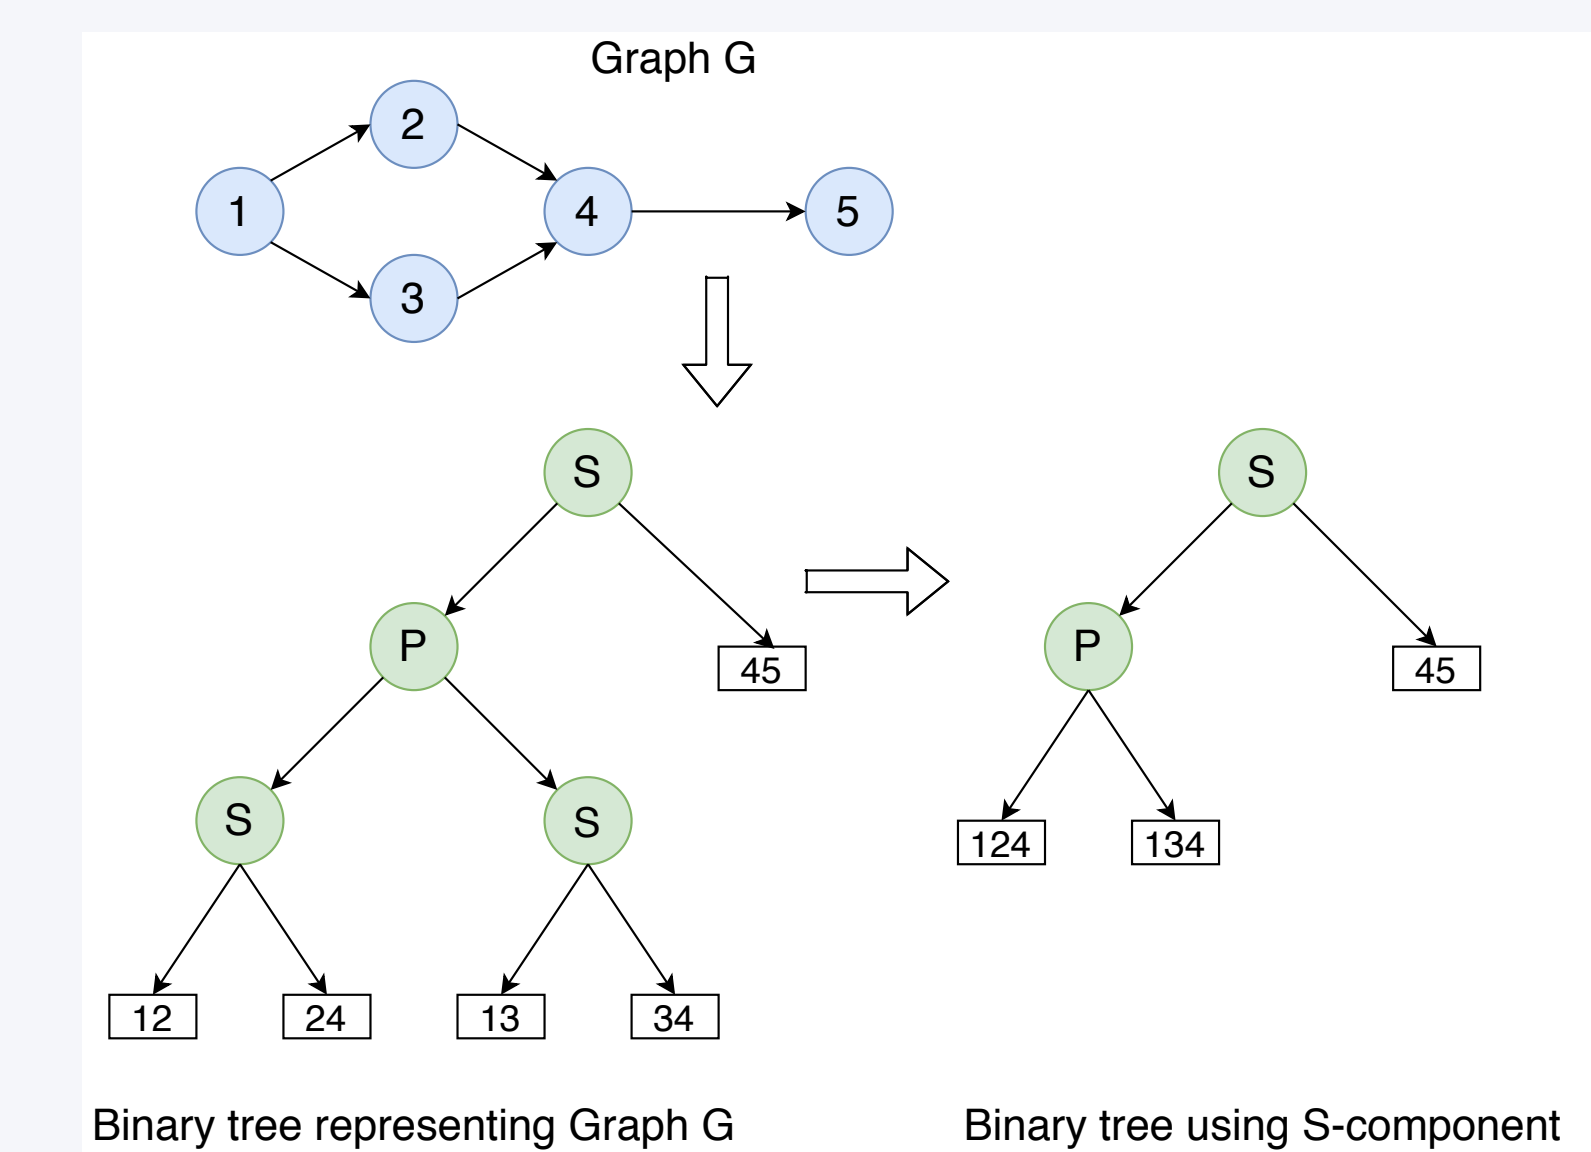 Graph G
2
1
4
5
3
S
S
P
P
45
45
S
S
124
134
12
24
13
34
Binary tree representing Graph G
Binary tree using S-component